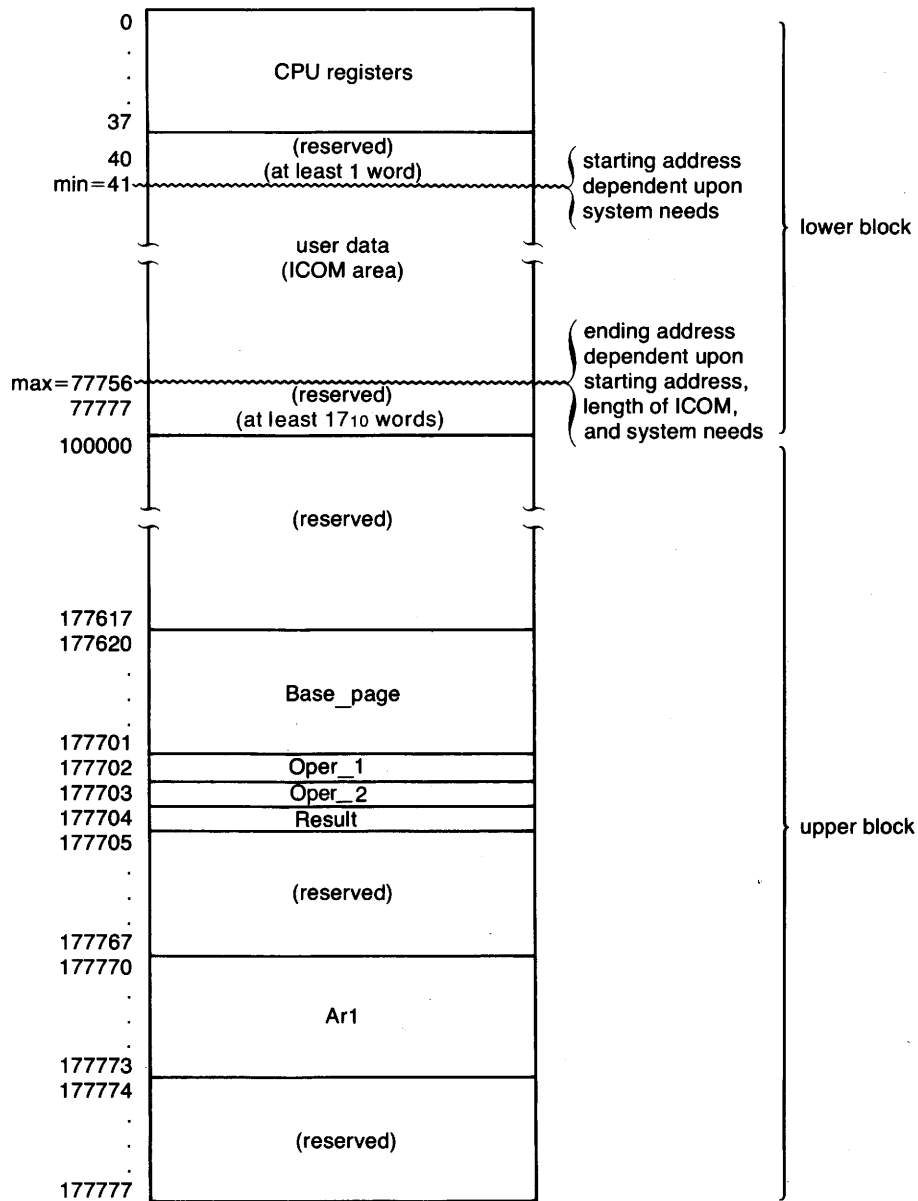 0
.
.
.
37
CPU registers
40
(reserved)
(at least 1 word)
min=41
starting address
dependent upon
system needs
user data
(ICOM area)
lower block
max=77756
77777
(reserved)
(at least 17₁₀ words)
ending address
dependent upon
starting address,
length of ICOM,
and system needs
100000
(reserved)
177617
177620
.
.
.
177701
Base_page
177702 Oper_1
177703 Oper_2
177704 Result
upper block
177705
.
.
.
177767
(reserved)
177770
.
.
.
177773
Ar1
177774
.
.
.
177777
(reserved)